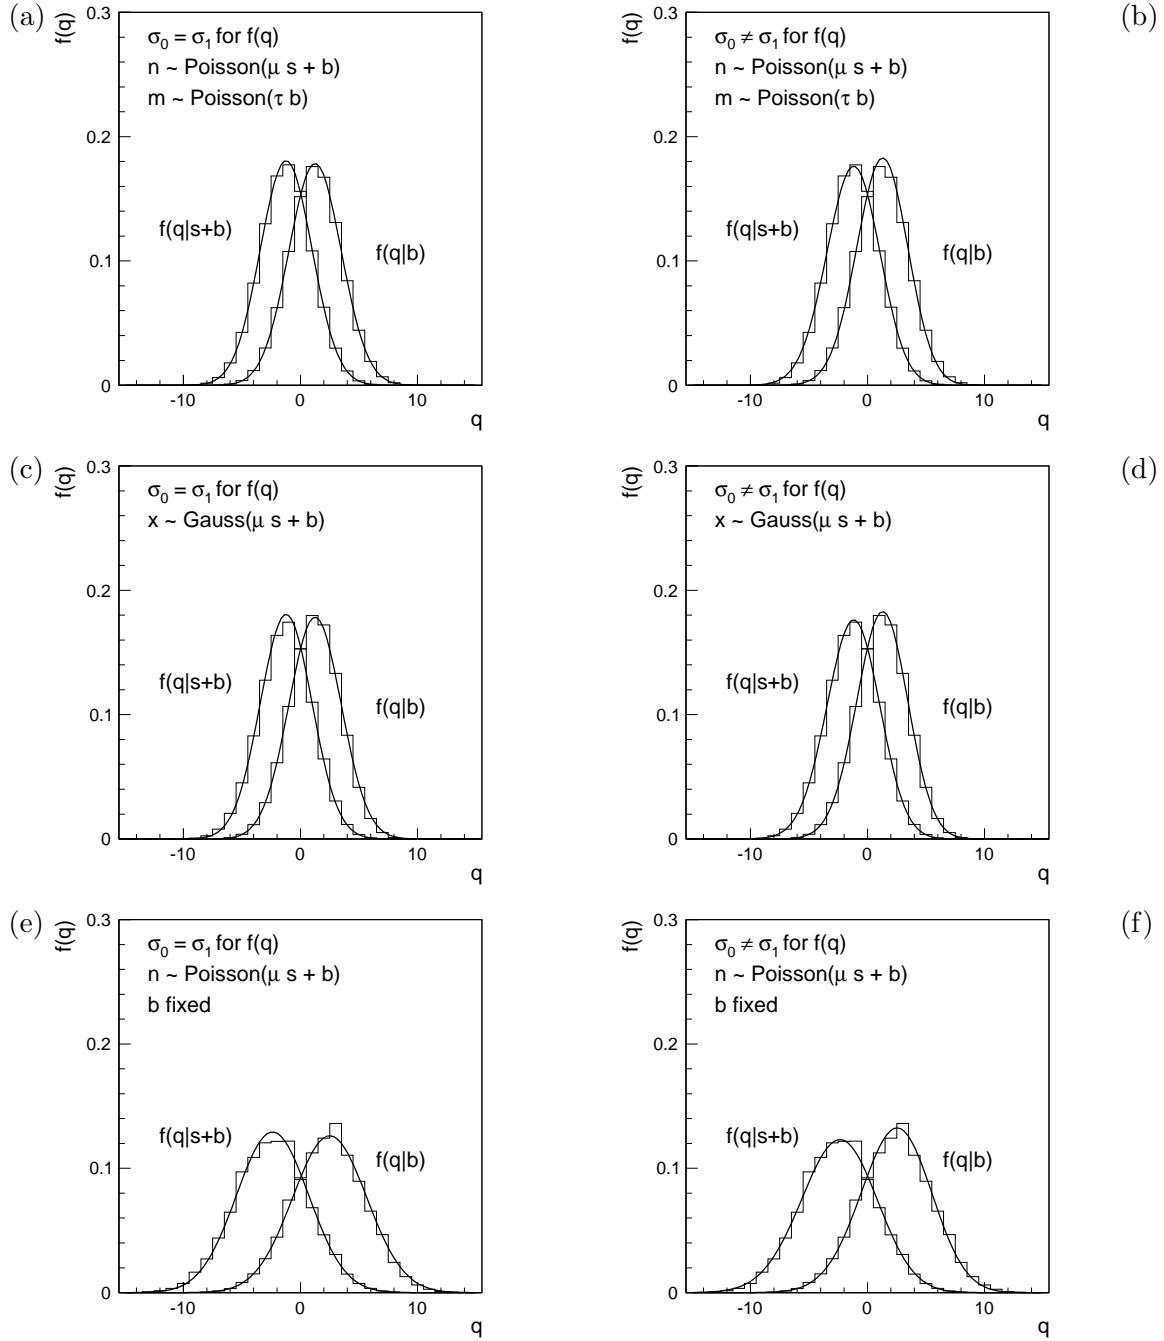 (a)
f(q)
0.3
0.2
0.1
0
σ0 = σ1 for f(q)
n ~ Poisson(μ s + b)
m ~ Poisson(τ b)
f(q|s+b)
f(q|b)
-10 0 10
q
(b)
f(q)
0.3
0.2
0.1
0
σ0 ≠ σ1 for f(q)
n ~ Poisson(μ s + b)
m ~ Poisson(τ b)
f(q|s+b)
f(q|b)
-10 0 10
q
(c)
f(q)
0.3
0.2
0.1
0
σ0 = σ1 for f(q)
x ~ Gauss(μ s + b)
f(q|s+b)
f(q|b)
-10 0 10
q
(d)
f(q)
0.3
0.2
0.1
0
σ0 ≠ σ1 for f(q)
x ~ Gauss(μ s + b)
f(q|s+b)
f(q|b)
-10 0 10
q
(e)
f(q)
0.3
0.2
0.1
0
σ0 = σ1 for f(q)
n ~ Poisson(μ s + b)
b fixed
f(q|s+b)
f(q|b)
-10 0 10
q
(f)
f(q)
0.3
0.2
0.1
0
σ0 ≠ σ1 for f(q)
n ~ Poisson(μ s + b)
b fixed
f(q|s+b)
f(q|b)
-10 0 10
q